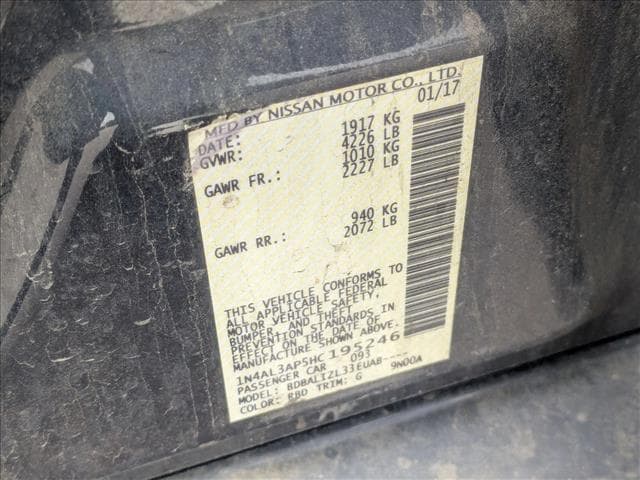 MFD BY NISSAN MOTOR CO., LTD.
DATE: 01/17
GVWR: 1917 KG
4226 LB
GAWR FR.: 1010 KG
2227 LB
GAWR RR.: 940 KG
2072 LB
THIS VEHICLE CONFORMS TO
ALL APPLICABLE FEDERAL
MOTOR VEHICLE SAFETY,
BUMPER, AND THEFT
PREVENTION STANDARDS IN
EFFECT ON THE DATE OF
MANUFACTURE SHOWN ABOVE.
1N4AL3AP5HC195246
PASSENGER CAR 093
MODEL: BDBALIZL33EUAB---- 9N00A
COLOR: RBD TRIM: G